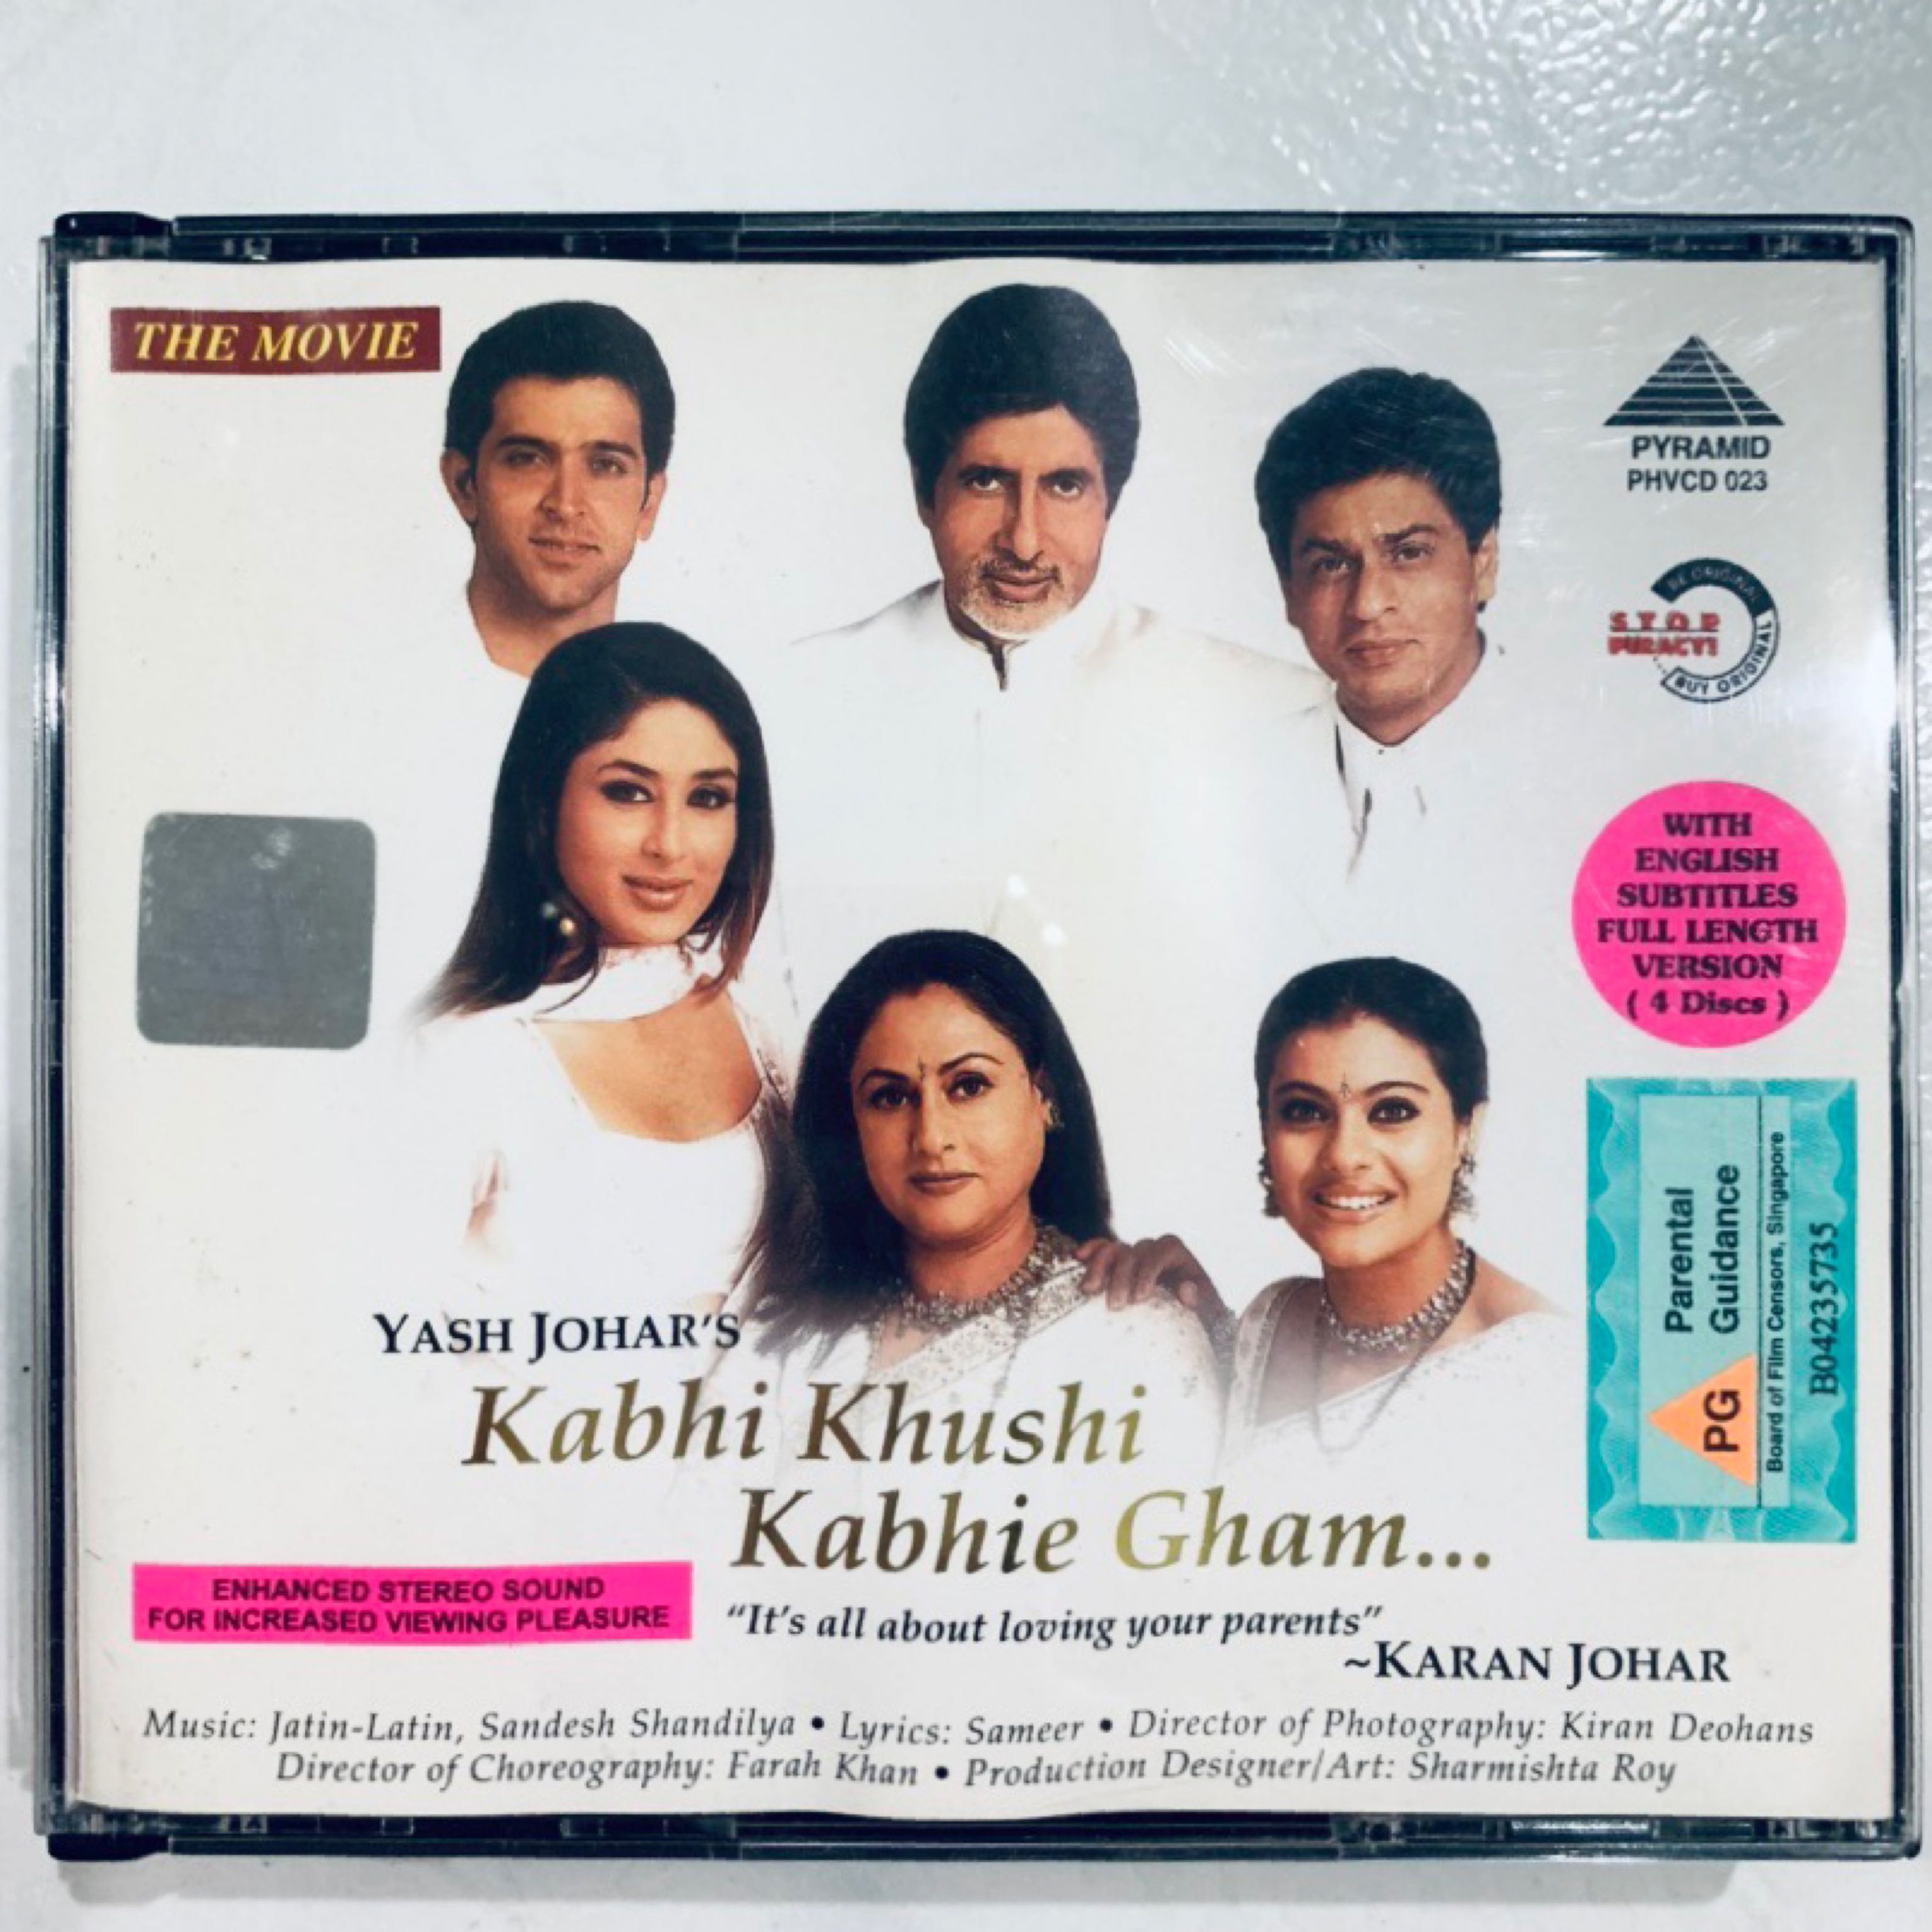 THE MOVIE
PYRAMID
PHVCD 023
BE ORIGINAL
STOP
PIRACY!
BUY ORIGINAL
WITH
ENGLISH
SUBTITLES
FULL LENGTH
VERSION
( 4 Discs )
PG
Parental
Guidance
Board of Film Censors, Singapore
B04235735
YASH JOHAR'S
Kabhi Khushi
Kabhie Gham...
ENHANCED STEREO SOUND
FOR INCREASED VIEWING PLEASURE
"It's all about loving your parents"
~KARAN JOHAR
Music: Jatin-Latin, Sandesh Shandilya • Lyrics: Sameer • Director of Photography: Kiran Deohans
Director of Choreography: Farah Khan • Production Designer/Art: Sharmishta Roy